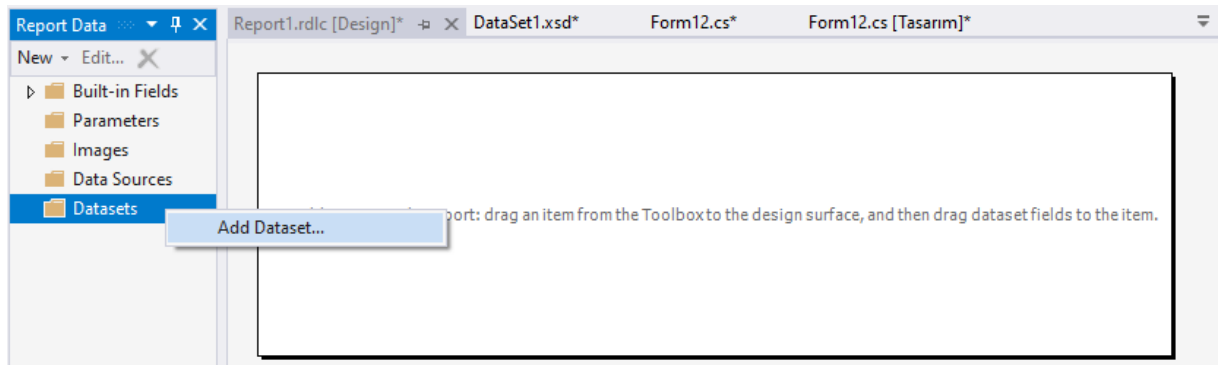 Report Data
Report1.rdlc [Design]*
DataSet1.xsd*
Form12.cs*
Form12.cs [Tasarım]*
New
Edit...
Built-in Fields
Parameters
Images
Data Sources
Datasets
Add Dataset...
port: drag an item from the Toolbox to the design surface, and then drag dataset fields to the item.